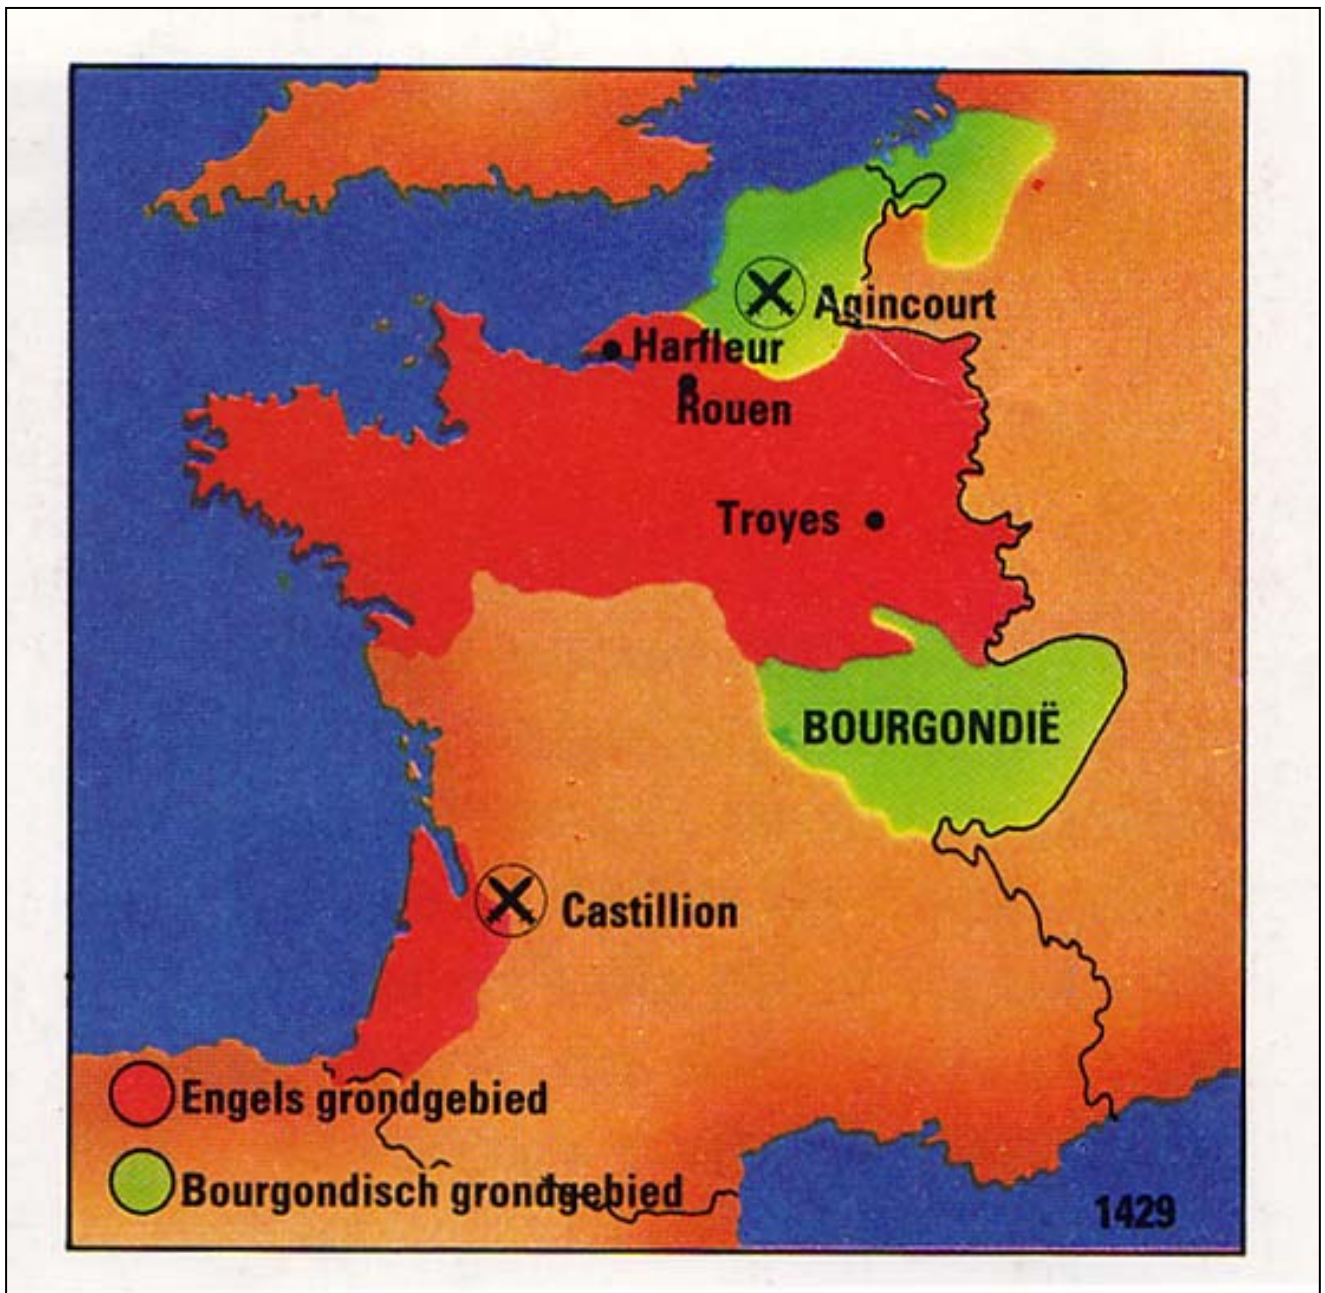 Agincourt
Harfleur
Rouen
Troyes
BOURGONDIË
Castillion
Engels grondgebied
Bourgondisch grondgebied
1429